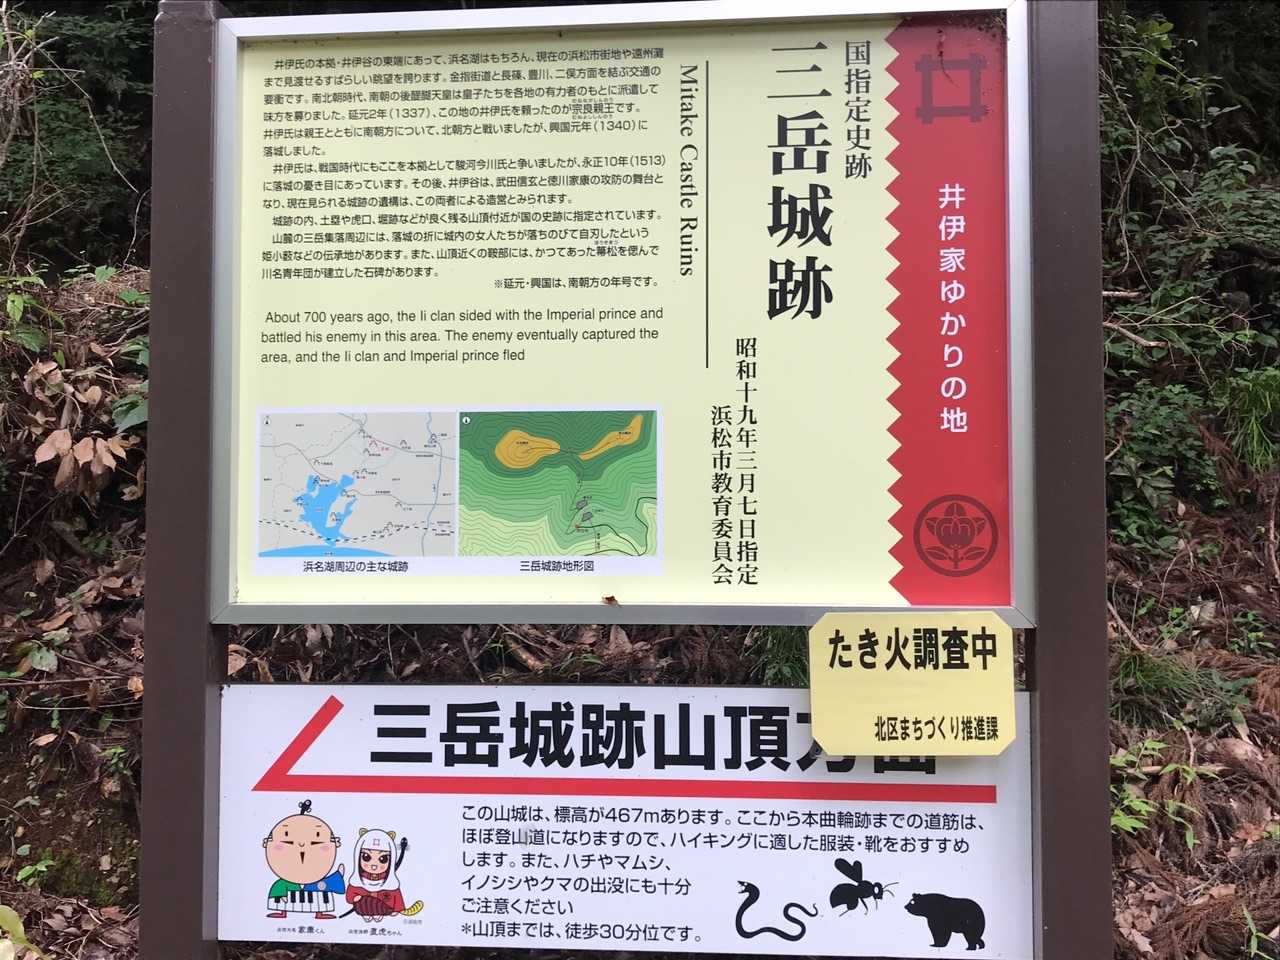 井伊家ゆかりの地
国指定史跡
三岳城跡
Mitake Castle Ruins
昭和十九年三月七日指定
浜松市教育委員会
井伊氏の本拠・井伊谷の東端にあって、浜名湖はもちろん、現在の浜松市街地や遠州灘
まで見渡せるすばらしい眺望を誇ります。金指街道と長篠、豊川、二俣方面を結ぶ交通の
要衝です。南北朝時代、南朝の後醍醐天皇は皇子たちを各地の有力者のもとに派遣して
味方を募りました。延元2年(1337)、この地の井伊氏を頼ったのが宗良親王です。
井伊氏は親王とともに南朝方について、北朝方と戦いましたが、興国元年(1340)に
落城しました。
井伊氏は、戦国時代にもここを本拠として駿河今川氏と争いましたが、永正10年(1513)
に落城の憂き目にあっています。その後、井伊谷は、武田信玄と徳川家康の攻防の舞台と
なり、現在見られる城跡の遺構は、この両者による造営とみられます。
城跡の内、土塁や虎口、堀跡などが良く残る山頂付近が国の史跡に指定されています。
山麓の三岳集落周辺には、落城の折に城内の女人たちが落ちのびて自刃したという
姫小籔などの伝承地があります。また、山頂近くの鞍部には、かつてあった箒松を偲んで
川名青年団が建立した石碑があります。
※延元・興国は、南朝方の年号です。
About 700 years ago, the Ii clan sided with the Imperial prince and
battled his enemy in this area. The enemy eventually captured the
area, and the Ii clan and Imperial prince fled
浜名湖周辺の主な城跡
三岳城跡地形図
たき火調査中
北区まちづくり推進課
三岳城跡山頂方面
この山城は、標高が467mあります。ここから本曲輪跡までの道筋は、
ほぼ登山道になりますので、ハイキングに適した服装・靴をおすすめ
します。また、ハチやマムシ、
イノシシやクマの出没にも十分
ご注意ください
*山頂までは、徒歩30分位です。
出世大名 家康くん
出世法師 直虎ちゃん